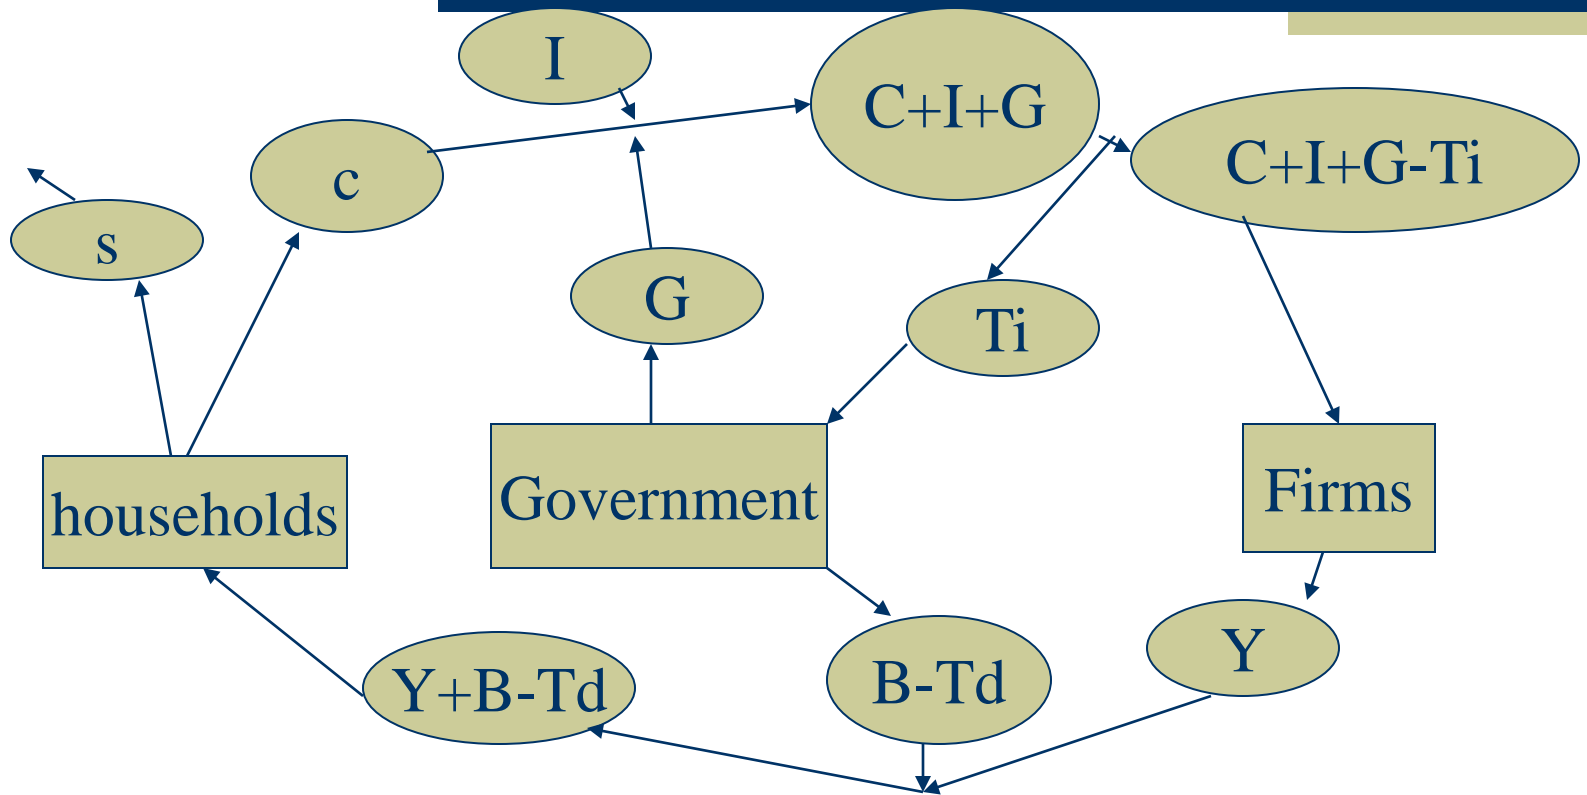 I
C+I+G
C+I+G-Ti
c
s
G
Ti
households
Government
Firms
Y+B-Td
B-Td
Y